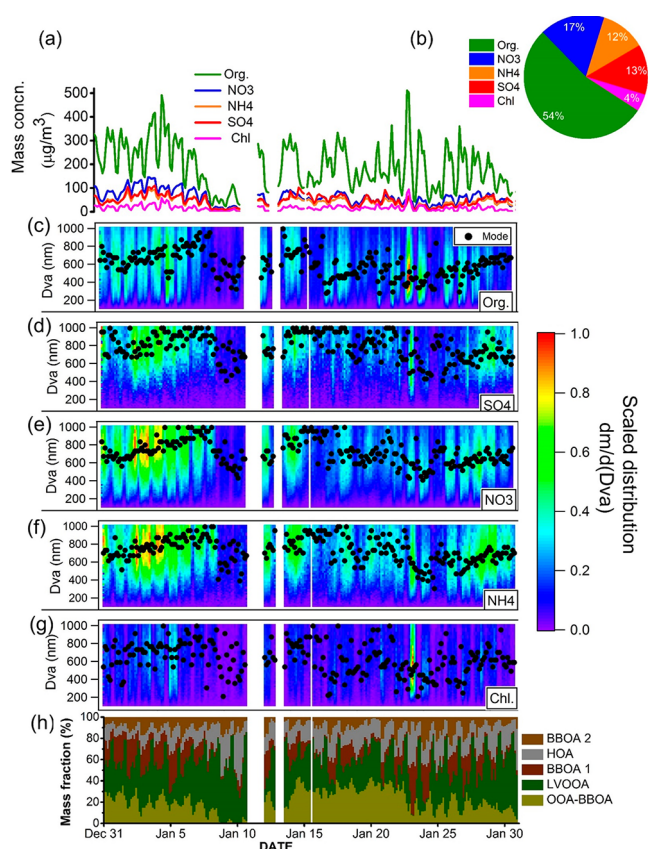 (a)
(b)
Mass concn.
(μg/m³)
500
400
300
200
100
0
Org.
NO3
NH4
SO4
Chl
Org.
NO3
NH4
SO4
Chl
17%
12%
13%
4%
54%
(c)
Dva (nm)
1000
800
600
400
200
Mode
Org.
(d)
Dva (nm)
1000
800
600
400
200
SO4
(e)
Dva (nm)
1000
800
600
400
200
NO3
(f)
Dva (nm)
1000
800
600
400
200
NH4
(g)
Dva (nm)
1000
800
600
400
200
Chl.
1.0
0.8
0.6
0.4
0.2
0.0
Scaled distribution
dm/d(Dva)
(h)
Mass fraction (%)
100
80
60
40
20
0
BBOA 2
HOA
BBOA 1
LVOOA
OOA-BBOA
Dec 31
Jan 5
Jan 10
Jan 15
Jan 20
Jan 25
Jan 30
DATE